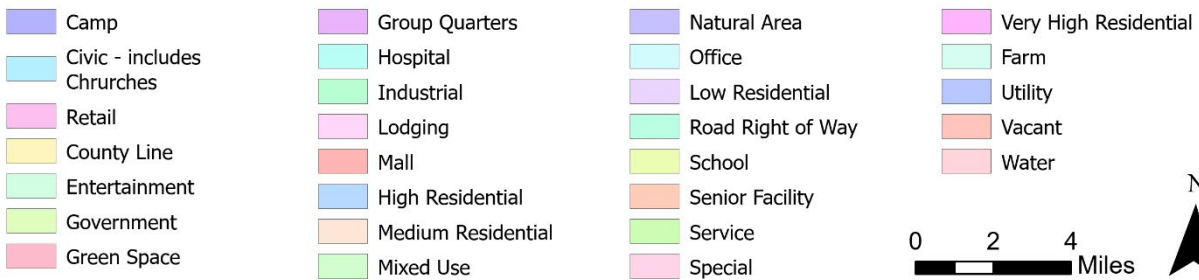 Camp
Civic - includes
Chrurches
Retail
County Line
Entertainment
Government
Green Space
Group Quarters
Hospital
Industrial
Lodging
Mall
High Residential
Medium Residential
Mixed Use
Natural Area
Office
Low Residential
Road Right of Way
School
Senior Facility
Service
Special
Very High Residential
Farm
Utility
Vacant
Water
N
0 2 4
Miles